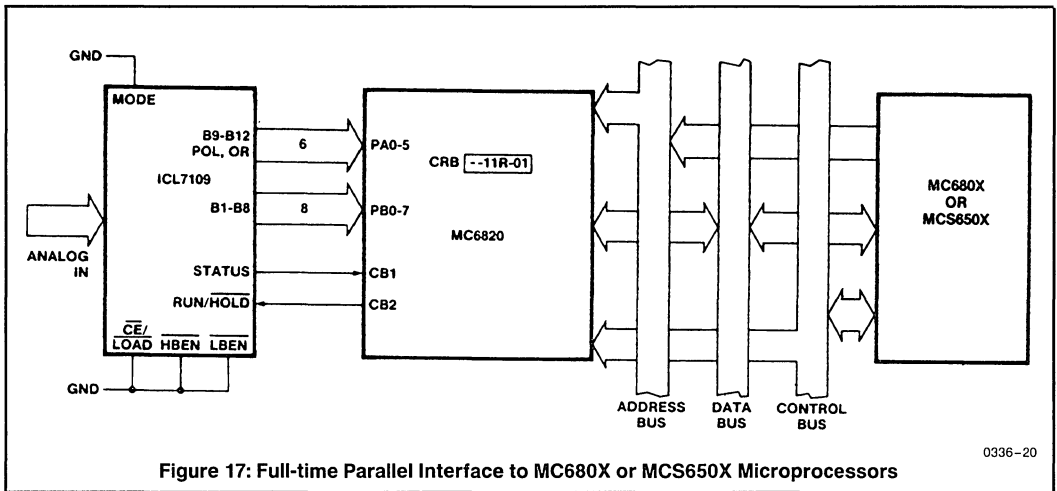 GND
MODE
B9-B12
POL, OR
6
PA0-5
ICL7109
CRB --11R-01
B1-B8
8
PB0-7
MC6820
ANALOG
IN
STATUS
CB1
RUN/HOLD
CB2
CE/
LOAD HBEN LBEN
GND
MC680X
OR
MCS650X
ADDRESS
BUS
DATA
BUS
CONTROL
BUS
0336-20
Figure 17: Full-time Parallel Interface to MC680X or MCS650X Microprocessors